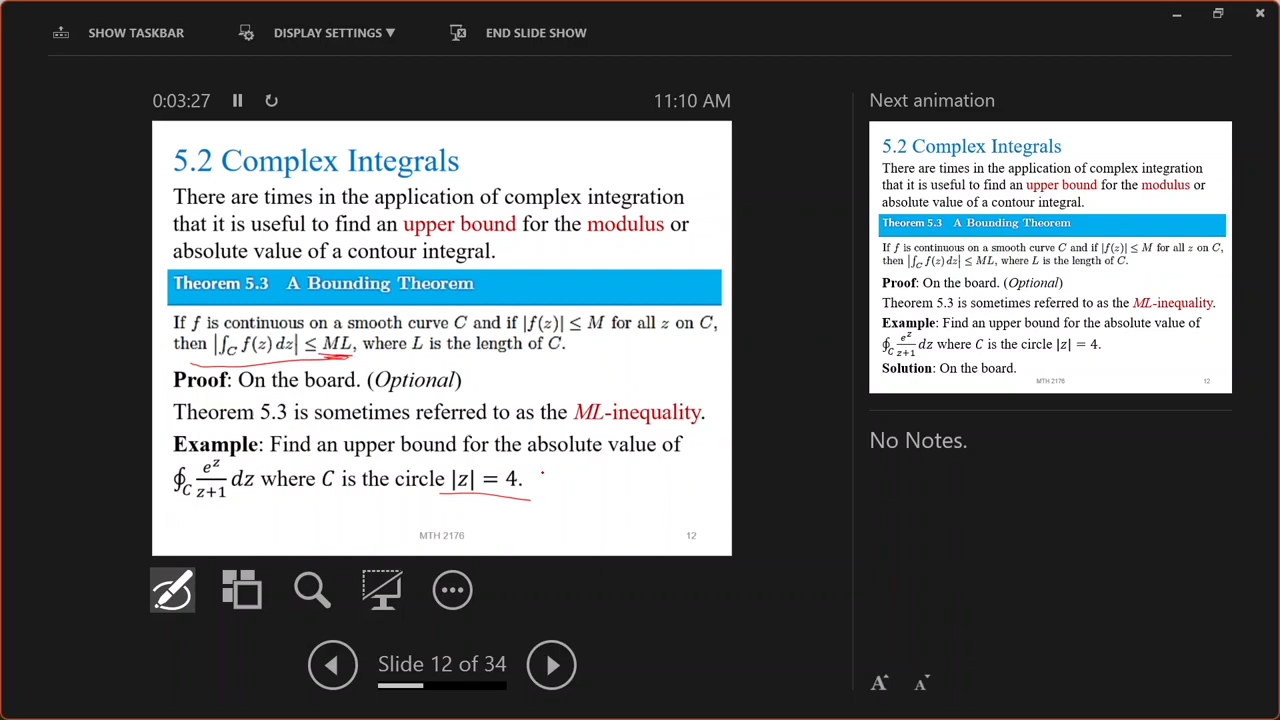 SHOW TASKBAR DISPLAY SETTINGS ▼ END SLIDE SHOW
0:03:27 11:10 AM
5.2 Complex Integrals
There are times in the application of complex integration
that it is useful to find an upper bound for the modulus or
absolute value of a contour integral.
Theorem 5.3 A Bounding Theorem
If f is continuous on a smooth curve C and if |f(z)| ≤ M for all z on C,
then |∫_C f(z) dz| ≤ ML, where L is the length of C.
Proof: On the board. (Optional)
Theorem 5.3 is sometimes referred to as the ML-inequality.
Example: Find an upper bound for the absolute value of
∮_C e^z/(z+1) dz where C is the circle |z| = 4.
MTH 2176 12
Slide 12 of 34
Next animation
5.2 Complex Integrals
There are times in the application of complex integration
that it is useful to find an upper bound for the modulus or
absolute value of a contour integral.
Theorem 5.3 A Bounding Theorem
If f is continuous on a smooth curve C and if |f(z)| ≤ M for all z on C,
then |∫_C f(z) dz| ≤ ML, where L is the length of C.
Proof: On the board. (Optional)
Theorem 5.3 is sometimes referred to as the ML-inequality.
Example: Find an upper bound for the absolute value of
∮_C e^z/(z+1) dz where C is the circle |z| = 4.
Solution: On the board.
MTH 2176 12
No Notes.
A A